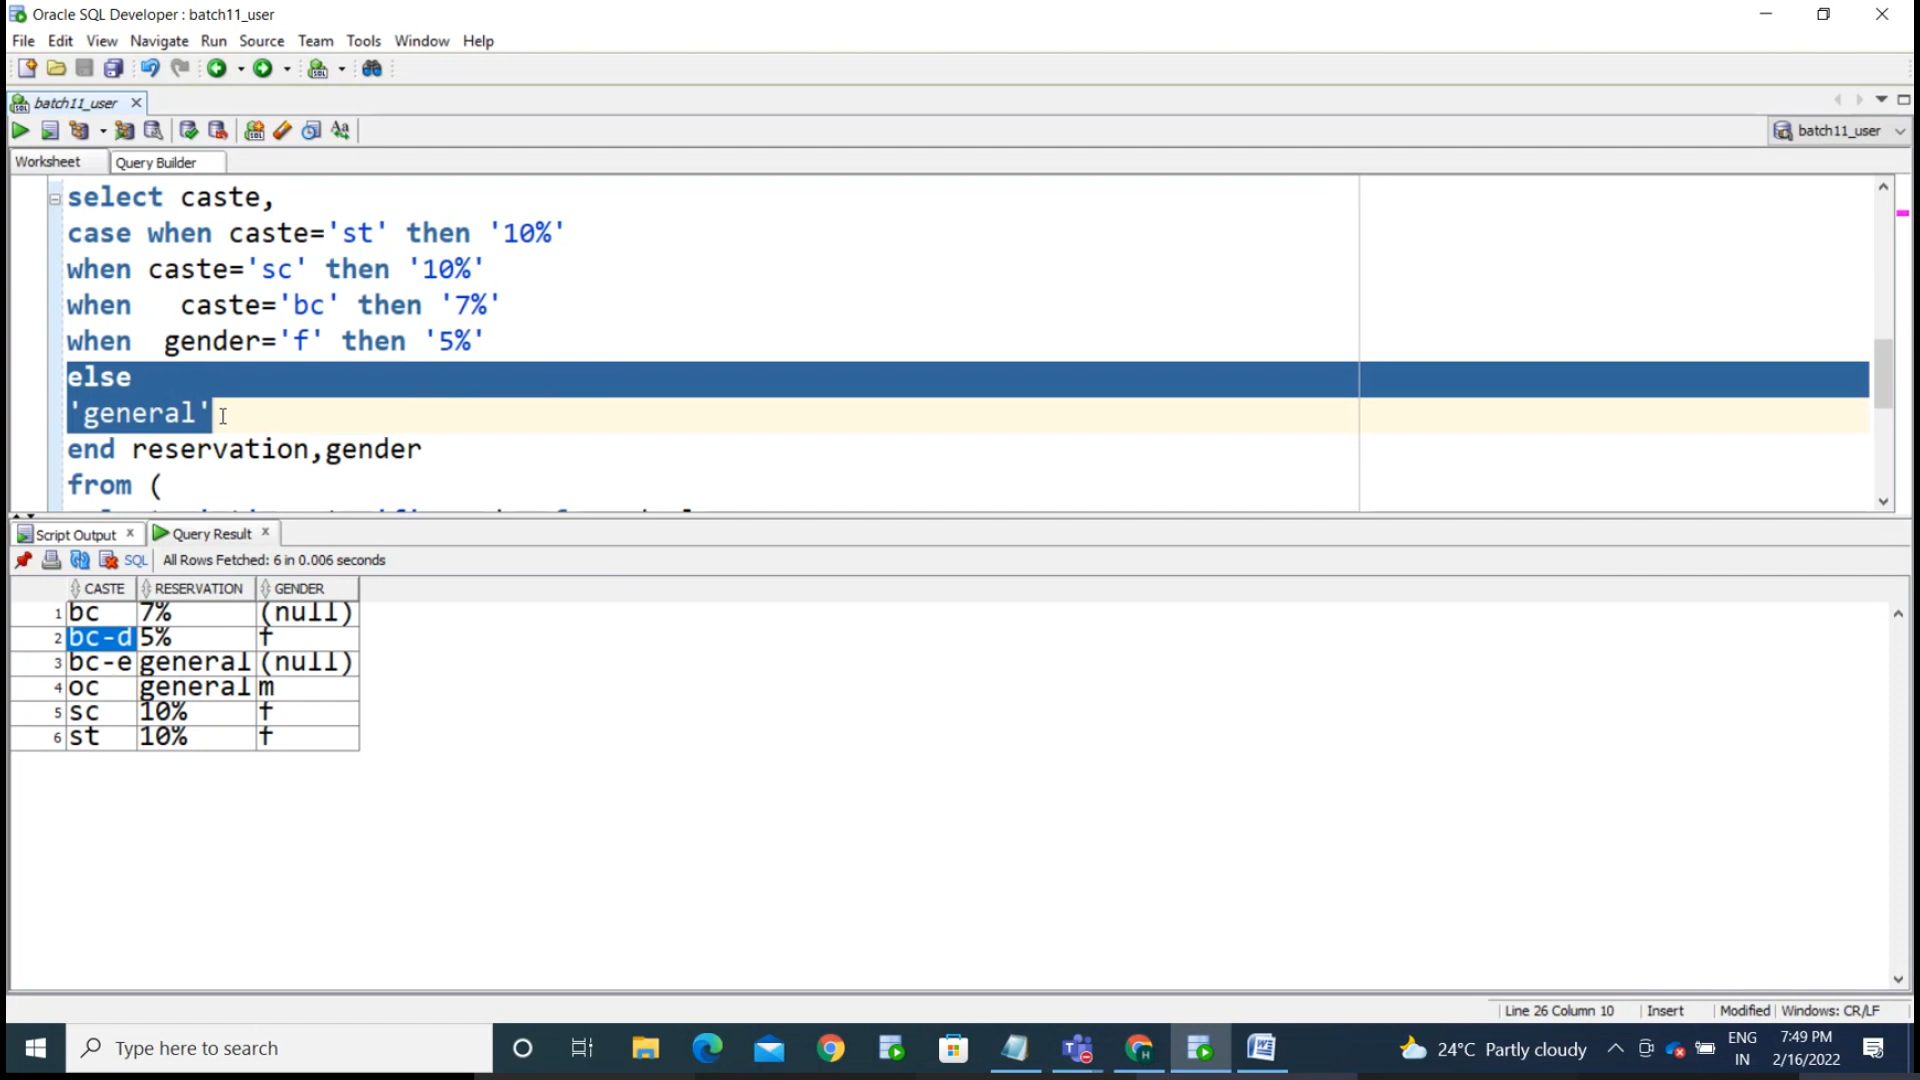 Oracle SQL Developer : batch11_user
File Edit View Navigate Run Source Team Tools Window Help
batch11_user
batch11_user
Worksheet Query Builder
select caste,
case when caste='st' then '10%'
when caste='sc' then '10%'
when   caste='bc' then '7%'
when  gender='f' then '5%'
else
'general'
end reservation,gender
from (
Script Output Query Result
SQL All Rows Fetched: 6 in 0.006 seconds
CASTE RESERVATION GENDER
1 bc 7% (null)
2 bc-d 5% f
3 bc-e general (null)
4 oc general m
5 sc 10% f
6 st 10% f
Line 26 Column 10 Insert Modified Windows: CR/LF
Type here to search
24°C Partly cloudy
ENG
IN
7:49 PM
2/16/2022